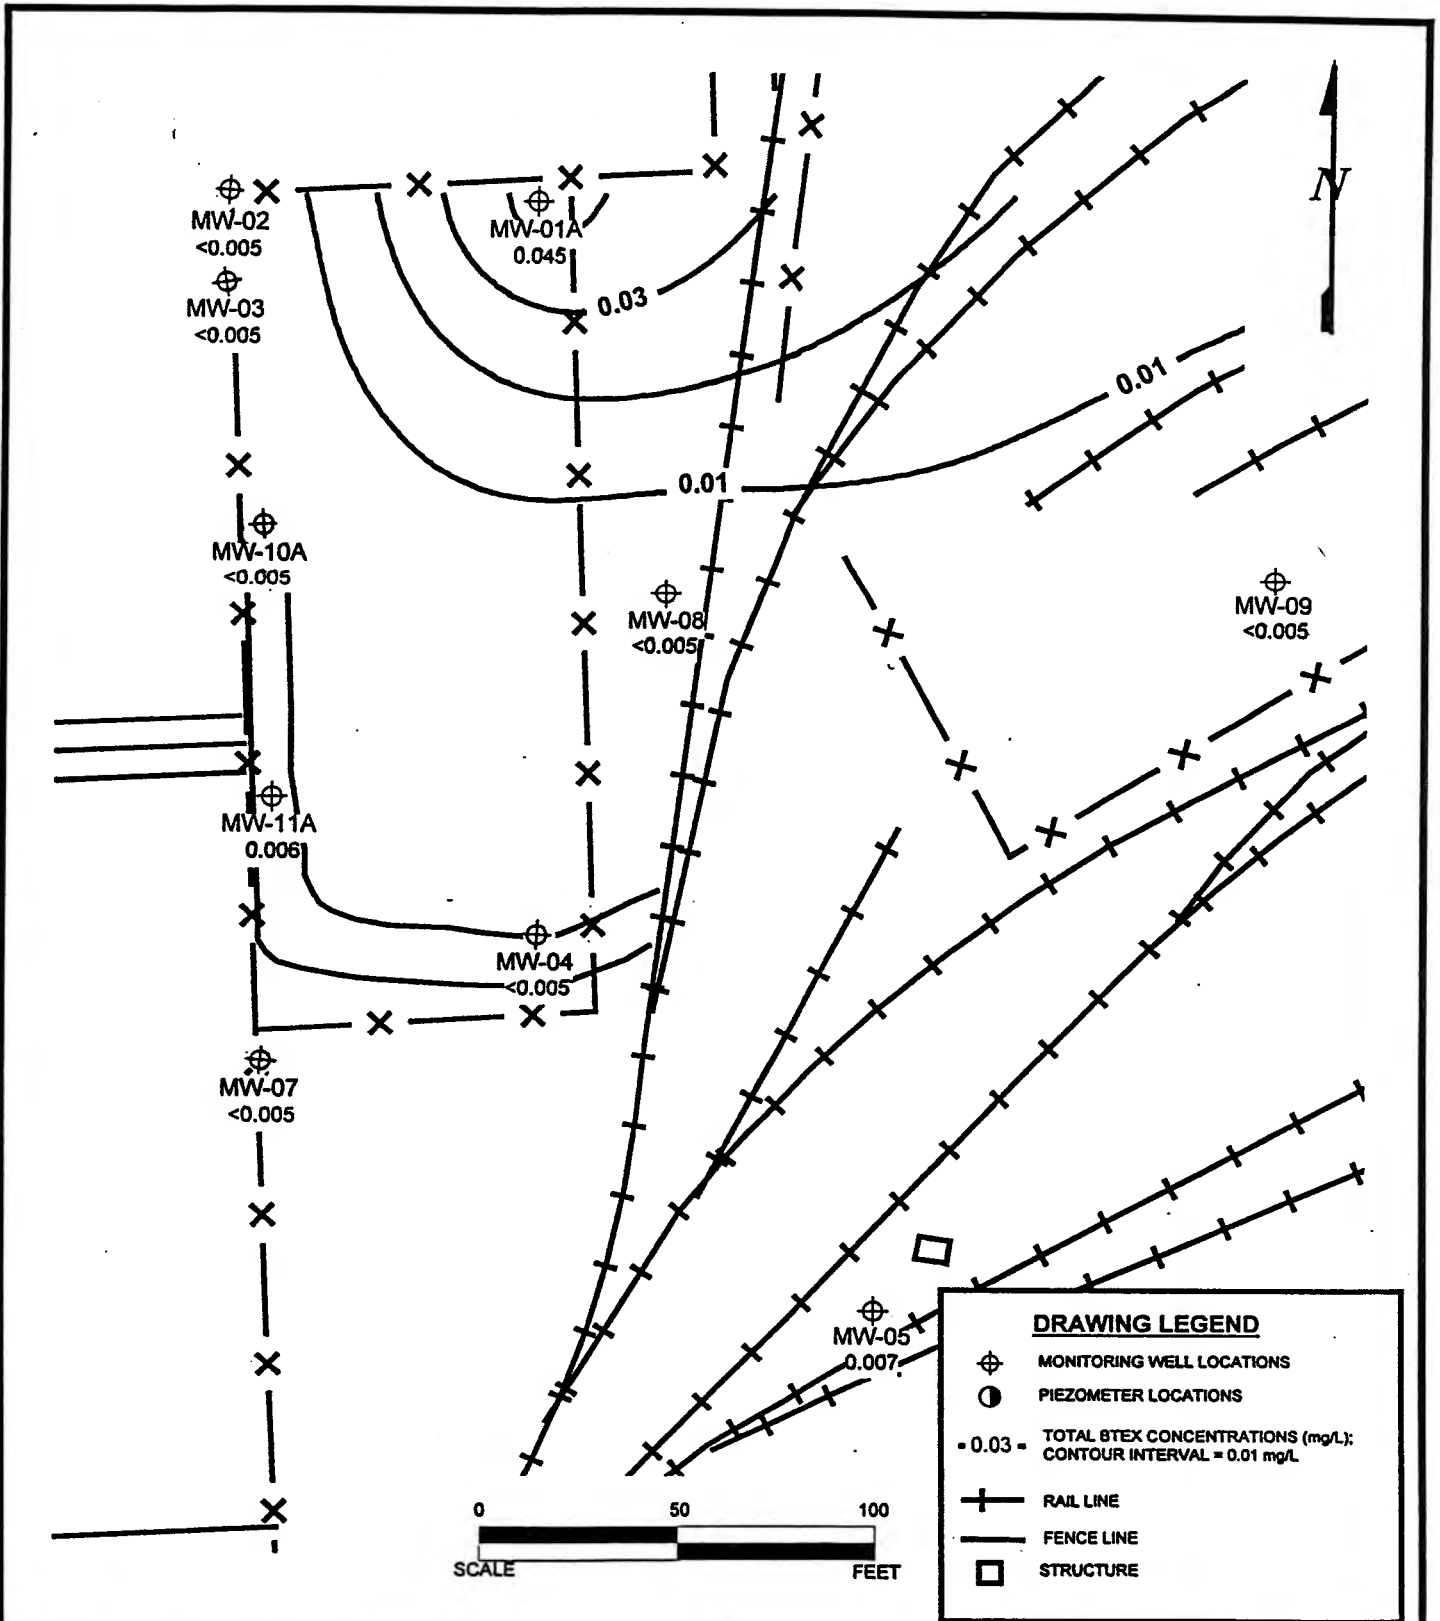 N
MW-02
<0.005
MW-01A
0.045
MW-03
<0.005
0.03
0.01
0.01
MW-10A
<0.005
MW-08
<0.005
MW-09
<0.005
MW-11A
0.006
MW-04
<0.005
MW-07
<0.005
MW-05
0.007
DRAWING LEGEND
MONITORING WELL LOCATIONS
PIEZOMETER LOCATIONS
- 0.03 - TOTAL BTEX CONCENTRATIONS (mg/L);
CONTOUR INTERVAL = 0.01 mg/L
RAIL LINE
FENCE LINE
STRUCTURE
0 50 100
SCALE FEET